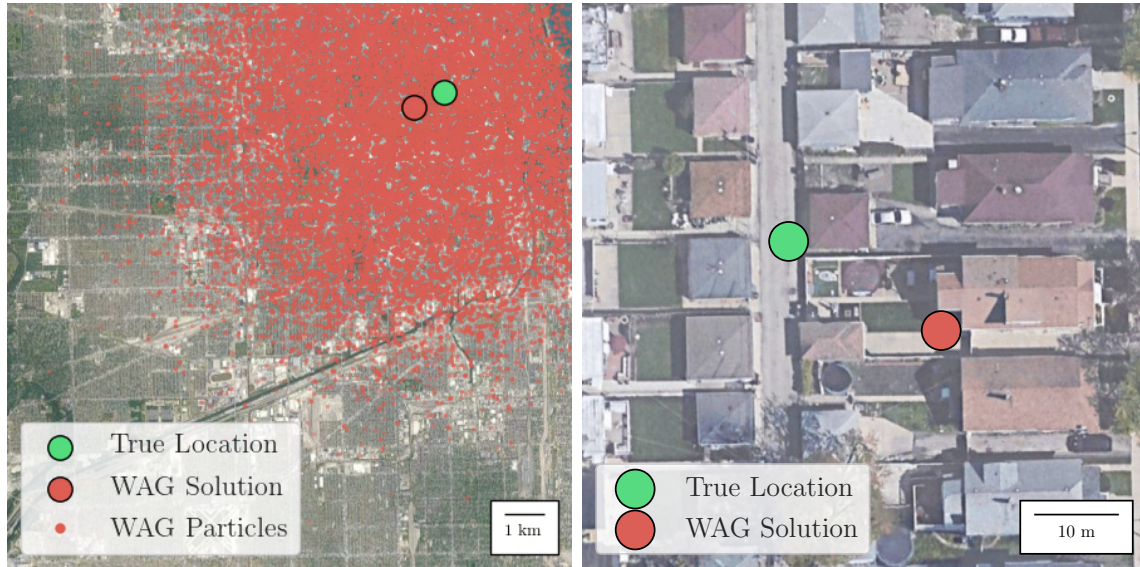 True Location
WAG Solution
WAG Particles
1 km
True Location
WAG Solution
10 m